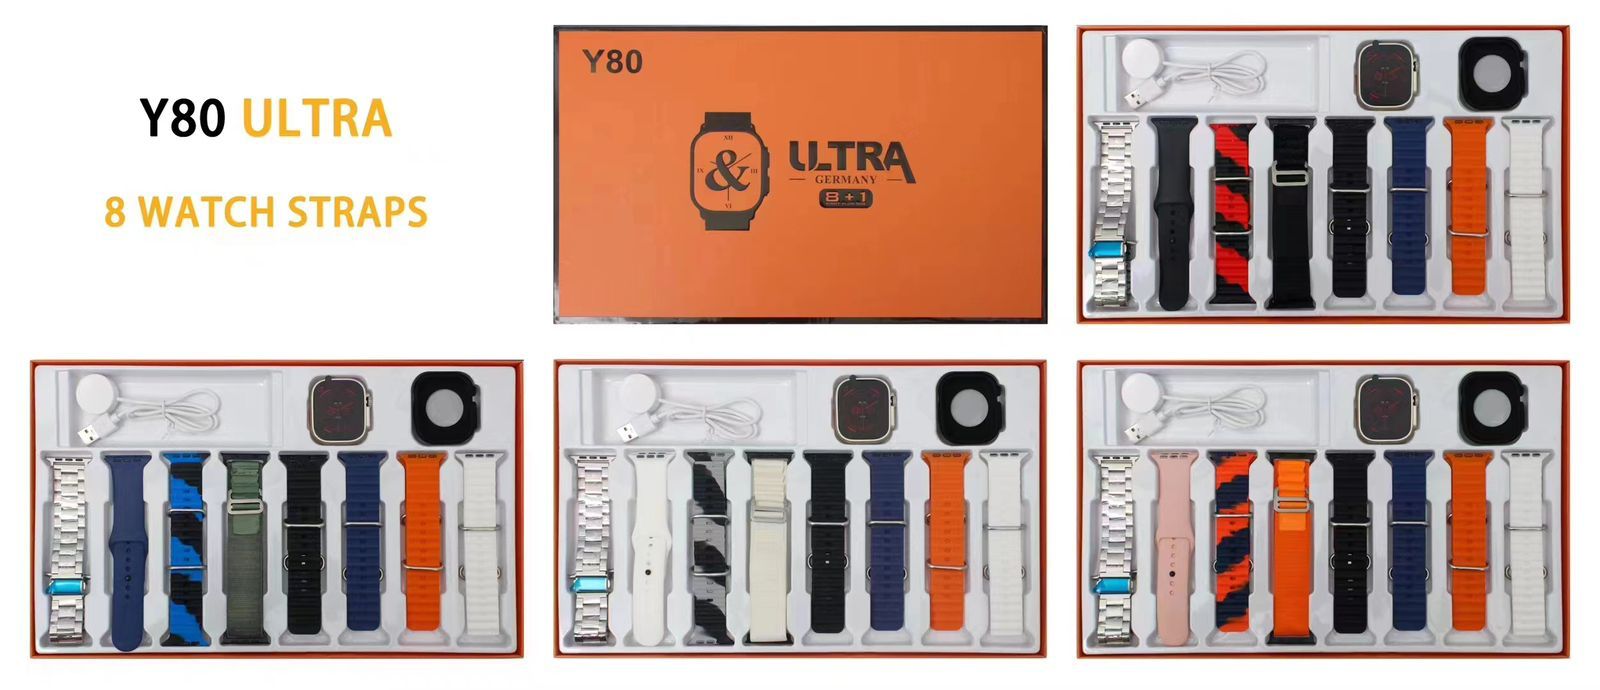 Y80 ULTRA
8 WATCH STRAPS
Y80
XII
IX & III
VI
ULTRA
GERMANY
8+1